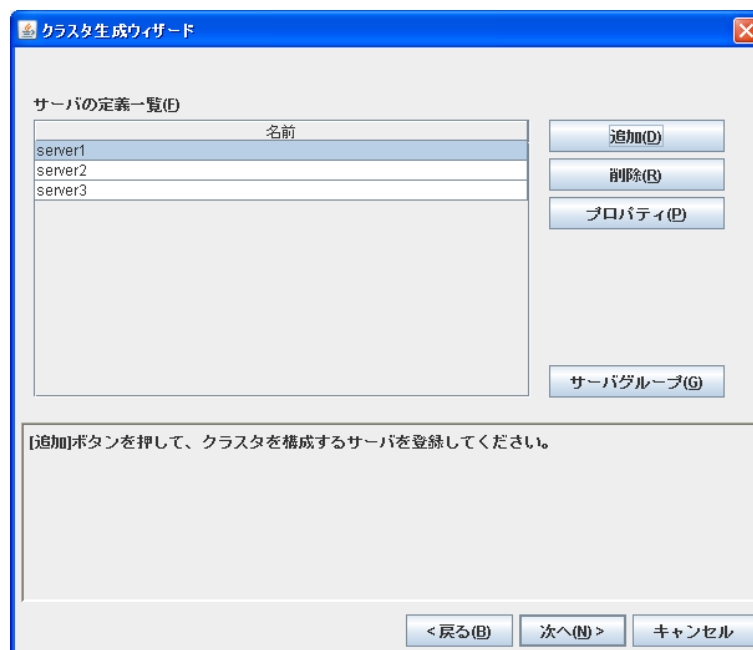 クラスタ生成ウィザード
サーバの定義一覧(F)
名前
server1
server2
server3
追加(D)
削除(R)
プロパティ(P)
サーバグループ(G)
[追加]ボタンを押して、クラスタを構成するサーバを登録してください。
<戻る(B) 次へ(N)> キャンセル